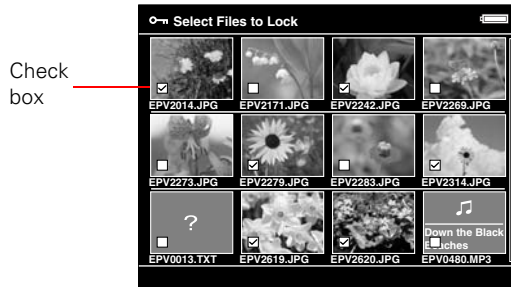 Select Files to Lock
Check
box
EPV2014.JPG EPV2171.JPG EPV2242.JPG EPV2269.JPG
EPV2273.JPG EPV2279.JPG EPV2283.JPG EPV2314.JPG
?
Down the Black
EPV0013.TXT EPV2619.JPG EPV2620.JPG EPV0480.MP3